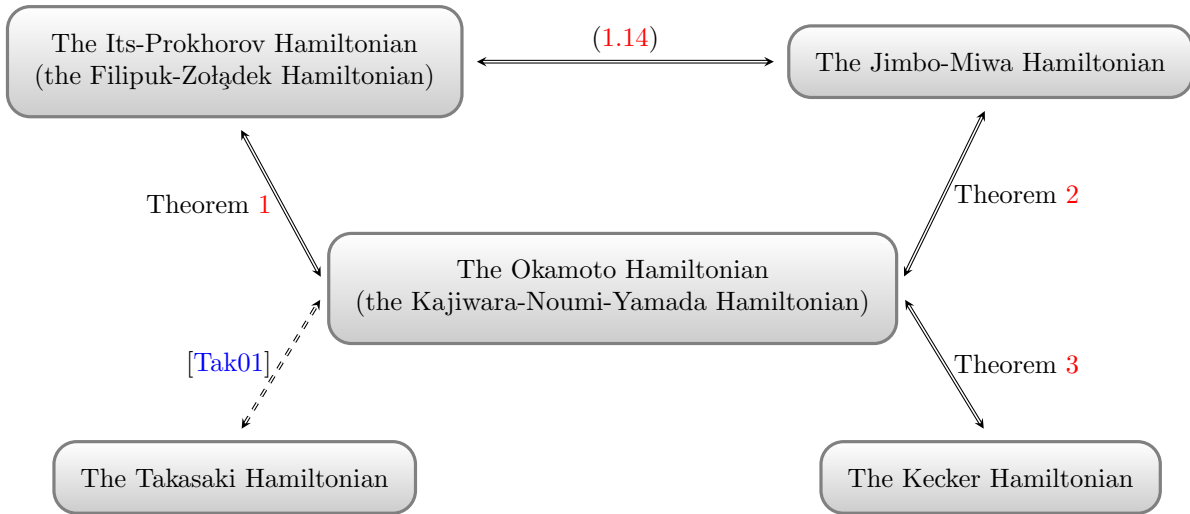 The Its-Prokhorov Hamiltonian
(the Filipuk-Zołądek Hamiltonian)
(1.14)
The Jimbo-Miwa Hamiltonian
Theorem 1
Theorem 2
The Okamoto Hamiltonian
(the Kajiwara-Noumi-Yamada Hamiltonian)
[Tak01]
Theorem 3
The Takasaki Hamiltonian
The Kecker Hamiltonian